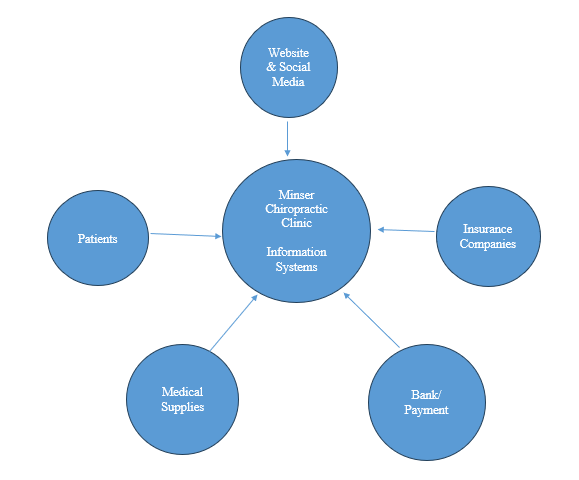 Website
& Social
Media
Minser
Chiropractic
Clinic
Information
Systems
Patients
Insurance
Companies
Medical
Supplies
Bank/
Payment